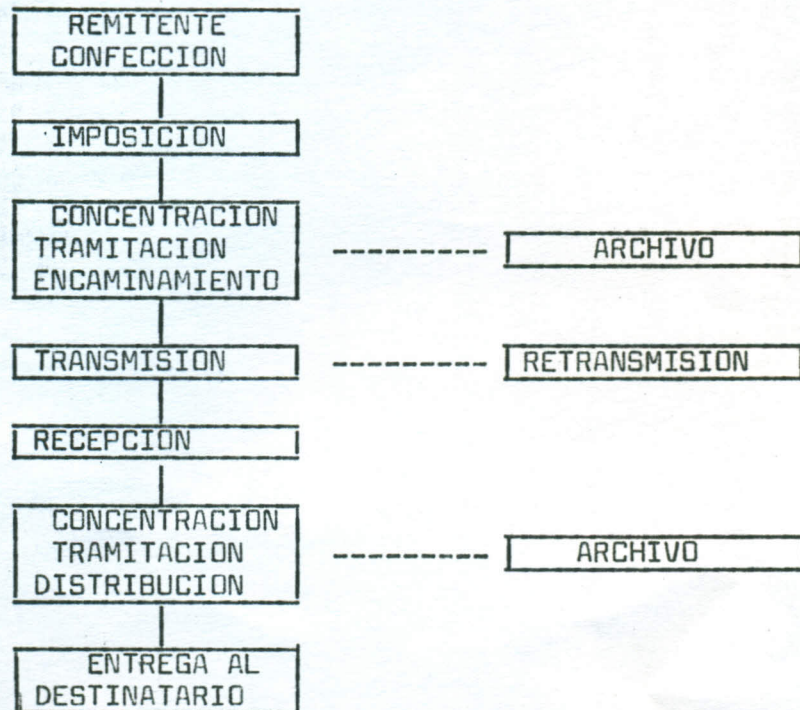 REMITENTE
CONFECCION
IMPOSICION
CONCENTRACION
TRAMITACION
ENCAMINAMIENTO
ARCHIVO
TRANSMISION
RETRANSMISION
RECEPCION
CONCENTRACION
TRAMITACION
DISTRIBUCION
ARCHIVO
ENTREGA AL
DESTINATARIO